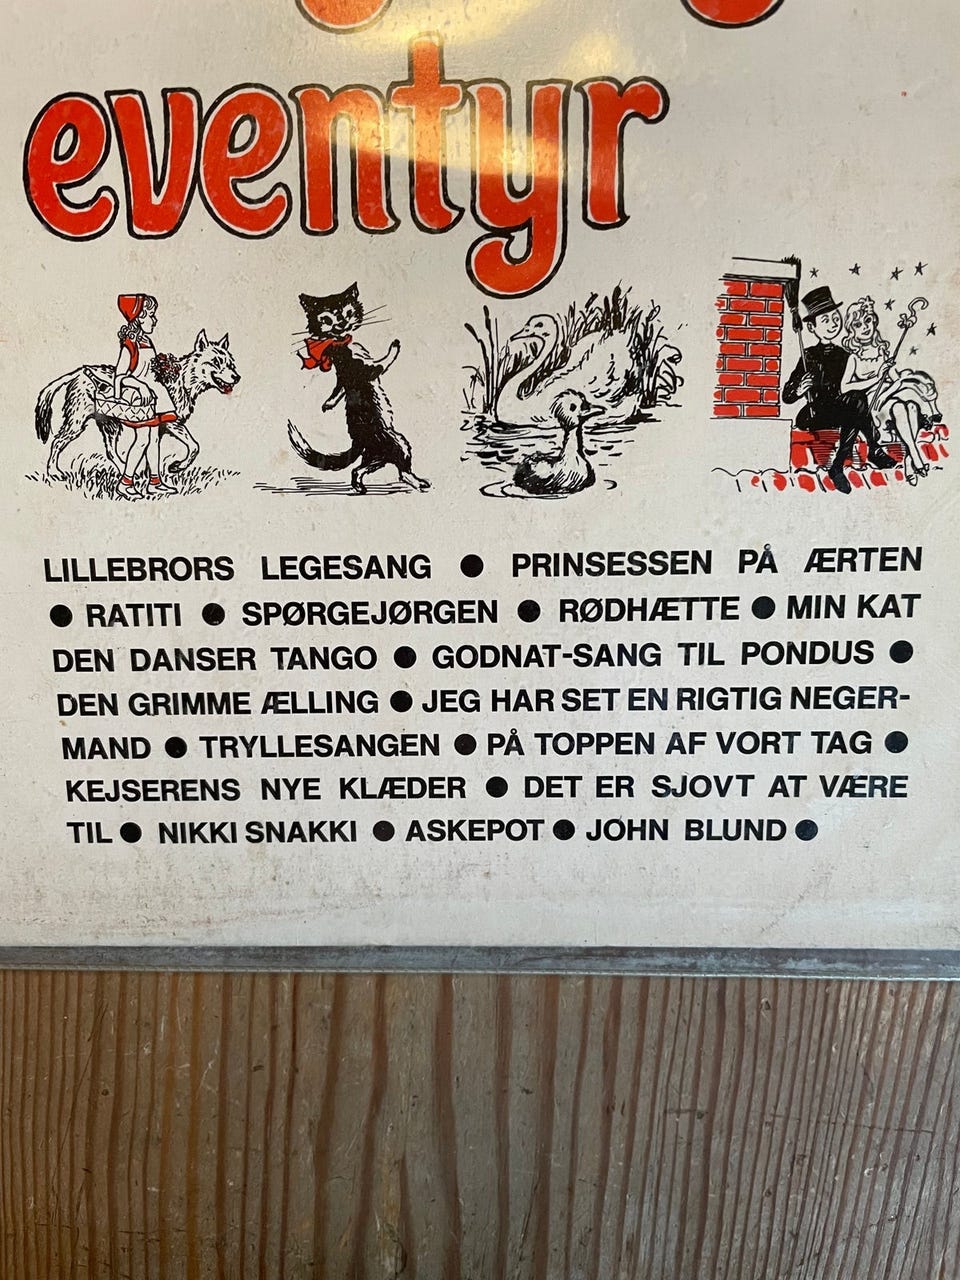 eventyr
LILLEBRORS LEGESANG ● PRINSESSEN PÅ ÆRTEN
● RATITI ● SPØRGEJØRGEN ● RØDHÆTTE ● MIN KAT
DEN DANSER TANGO ● GODNAT-SANG TIL PONDUS ●
DEN GRIMME ÆLLING ● JEG HAR SET EN RIGTIG NEGER-
MAND ● TRYLLESANGEN ● PÅ TOPPEN AF VORT TAG ●
KEJSERENS NYE KLÆDER ● DET ER SJOVT AT VÆRE
TIL ● NIKKI SNAKKI ● ASKEPOT ● JOHN BLUND ●